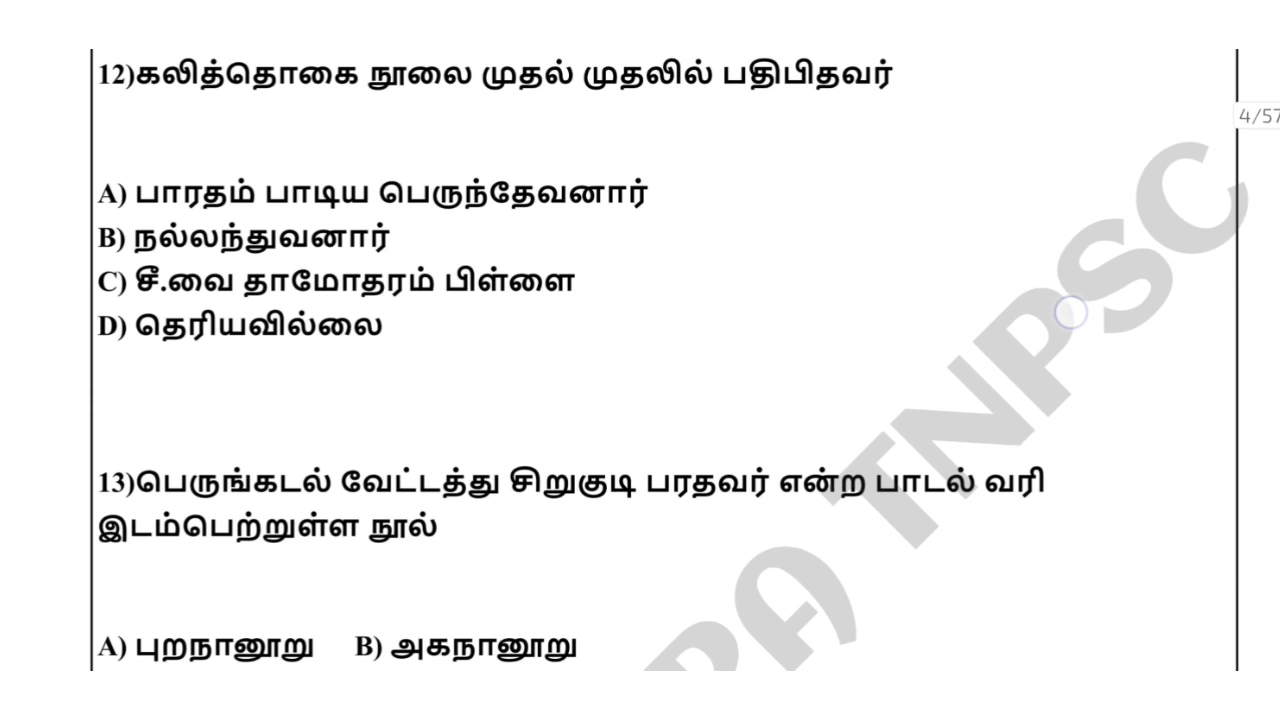 12)கலித்தொகை நூலை முதல் முதலில் பதிபிதவர்
4/57
A) பாரதம் பாடிய பெருந்தேவனார்
B) நல்லந்துவனார்
C) சீ.வை தாமோதரம் பிள்ளை
D) தெரியவில்லை
13)பெருங்கடல் வேட்டத்து சிறுகுடி பரதவர் என்ற பாடல் வரி
இடம்பெற்றுள்ள நூல்
A) புறநானூறு B) அகநானூறு
TNPSC